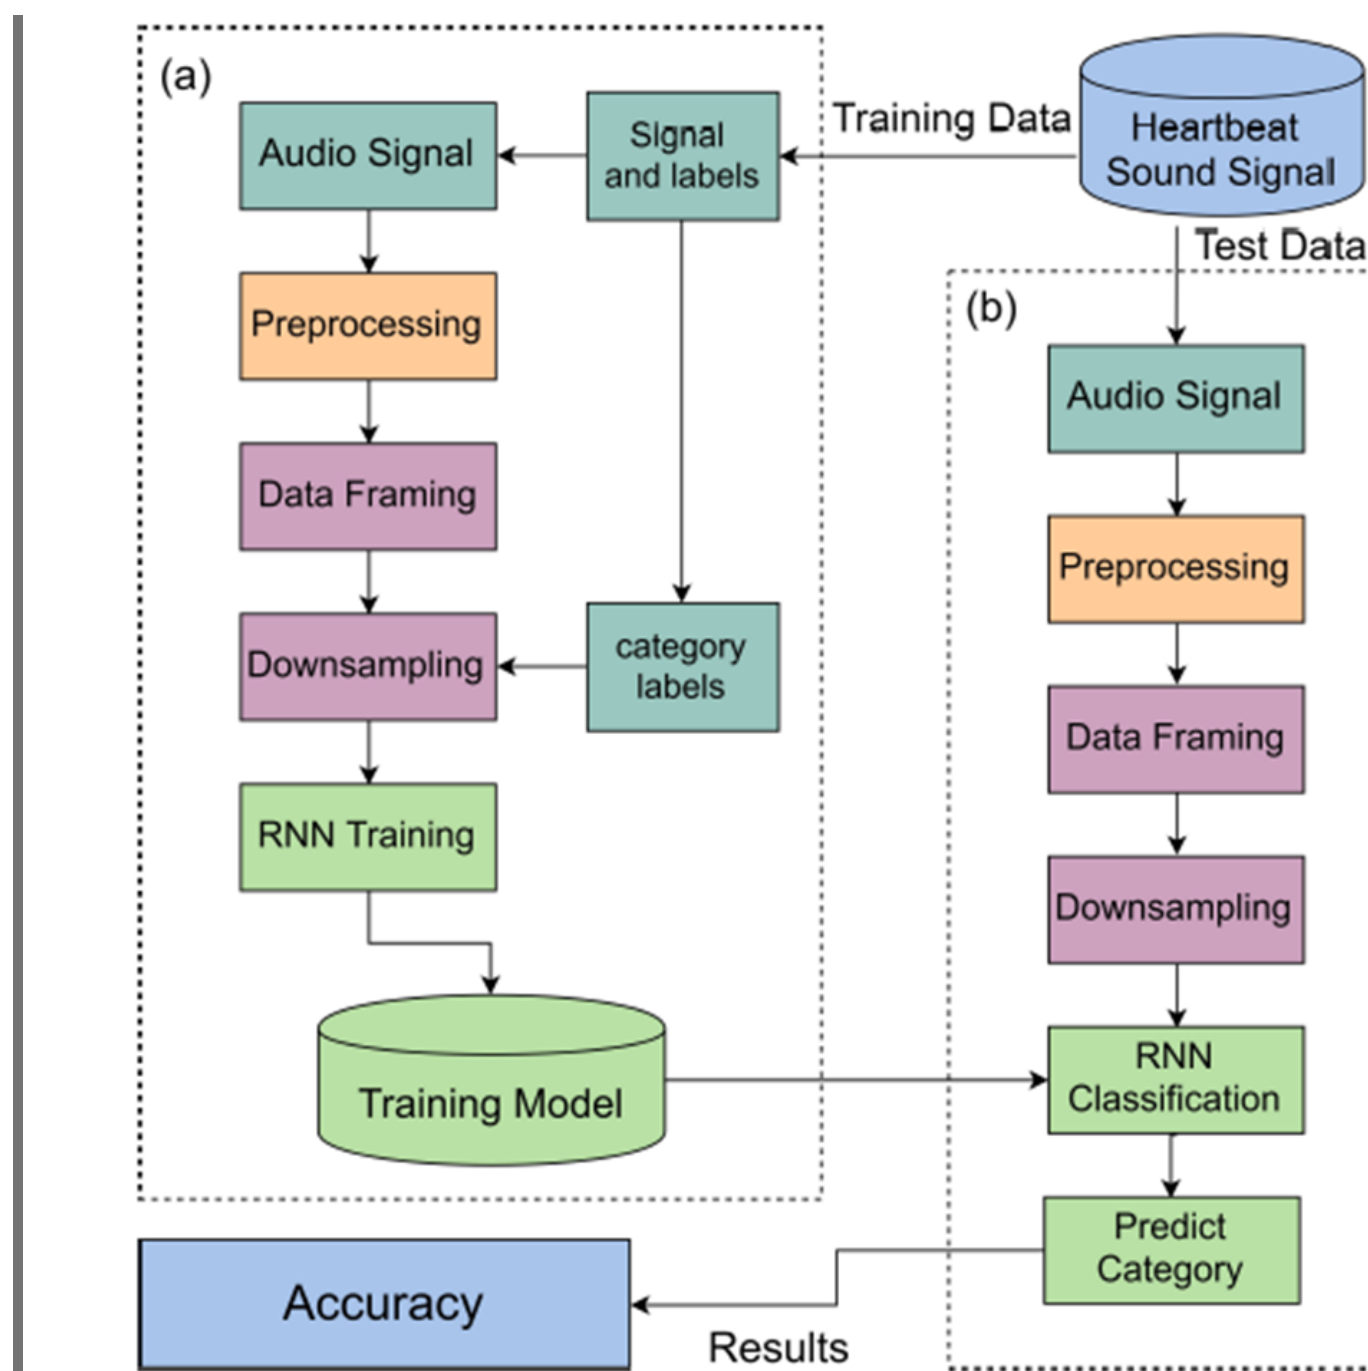 (a)
Audio Signal
Signal
and labels
Training Data
Heartbeat
Sound Signal
Test Data
Preprocessing
Data Framing
Downsampling
category
labels
RNN Training
Training Model
(b)
Audio Signal
Preprocessing
Data Framing
Downsampling
RNN
Classification
Predict
Category
Results
Accuracy